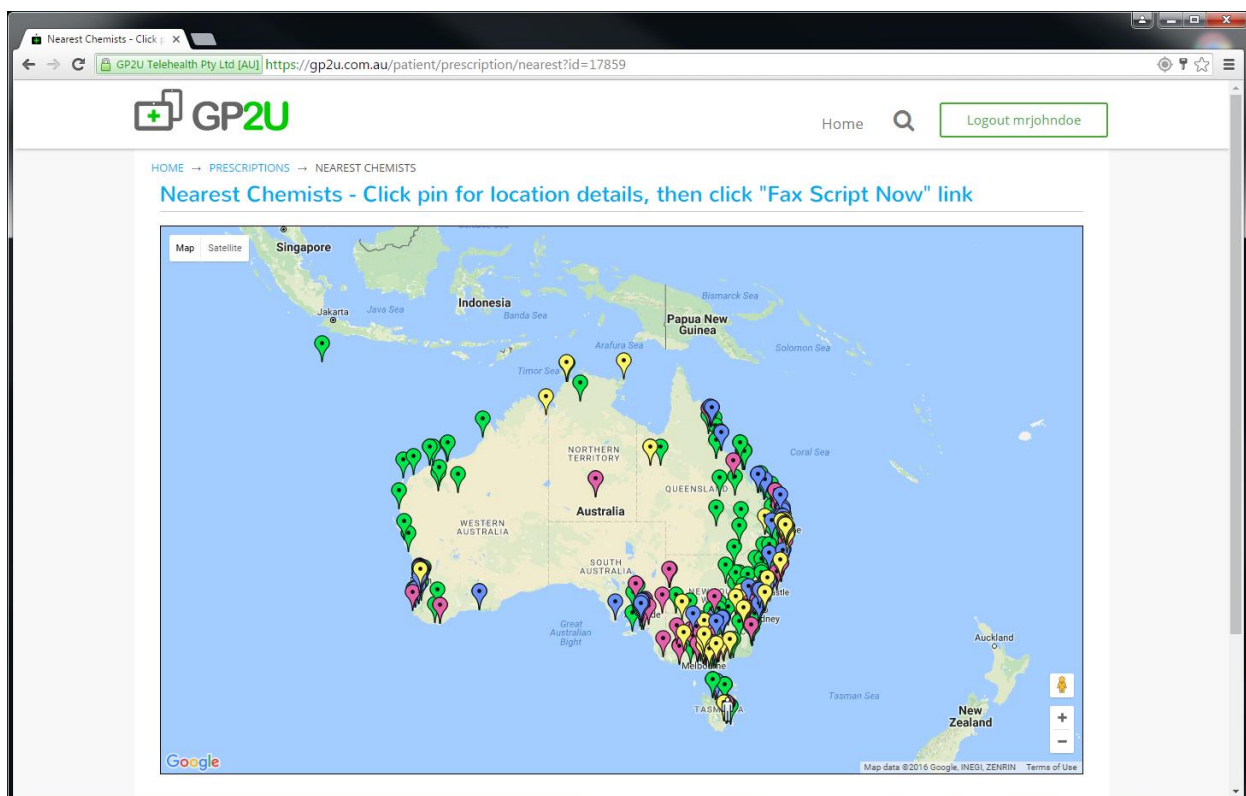 Nearest Chemists - Click
GP2U Telehealth Pty Ltd [AU] https://gp2u.com.au/patient/prescription/nearest?id=17859
GP2U
Home
Logout mrjohndoe
HOME → PRESCRIPTIONS → NEAREST CHEMISTS
Nearest Chemists - Click pin for location details, then click "Fax Script Now" link
Map Satellite
Singapore
Indonesia
Jakarta
Java Sea
Banda Sea
Bismarck Sea
Papua New
Guinea
Arafura Sea
Solomon Sea
Timor Sea
NORTHERN
TERRITORY
Coral Sea
QUEENSLAND
Australia
WESTERN
AUSTRALIA
SOUTH
AUSTRALIA
Great
Australian
Bight
Auckland
Melbourne
Tasman Sea
New
Zealand
Google
Map data ©2016 Google, INEGI, ZENRIN Terms of Use